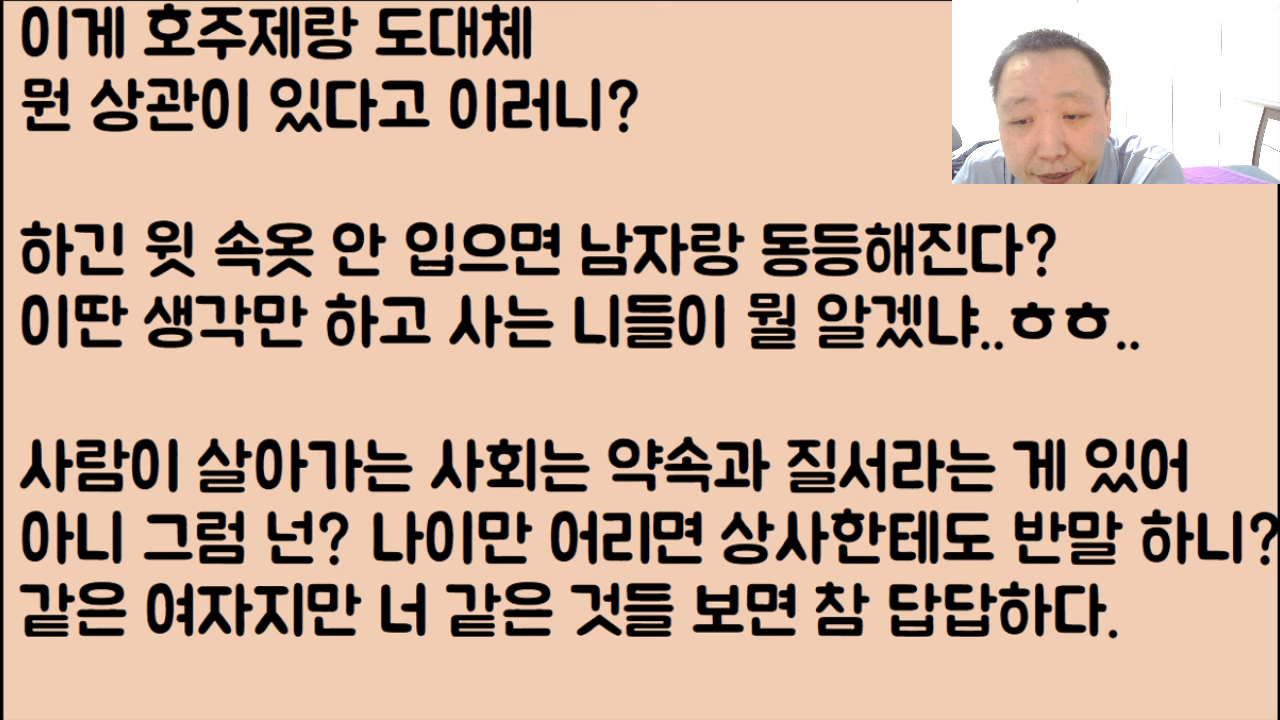 이게 호주제랑 도대체
뭔 상관이 있다고 이러니?
하긴 윗 속옷 안 입으면 남자랑 동등해진다?
이딴 생각만 하고 사는 니들이 뭘 알겠냐..ㅎㅎ..
사람이 살아가는 사회는 약속과 질서라는 게 있어
아니 그럼 넌? 나이만 어리면 상사한테도 반말 하니?
같은 여자지만 너 같은 것들 보면 참 답답하다.